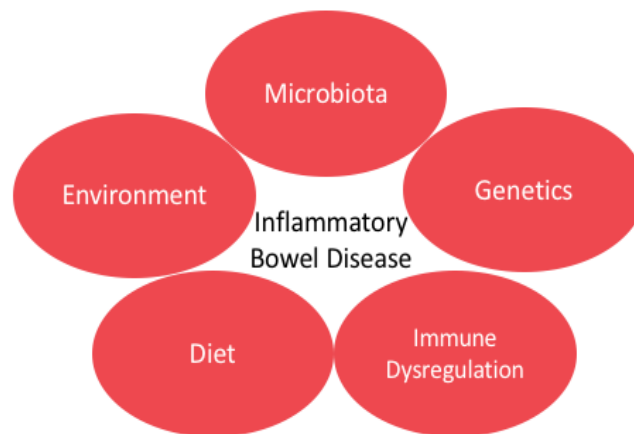 Microbiota
Environment
Genetics
Inflammatory
Bowel Disease
Diet
Immune
Dysregulation